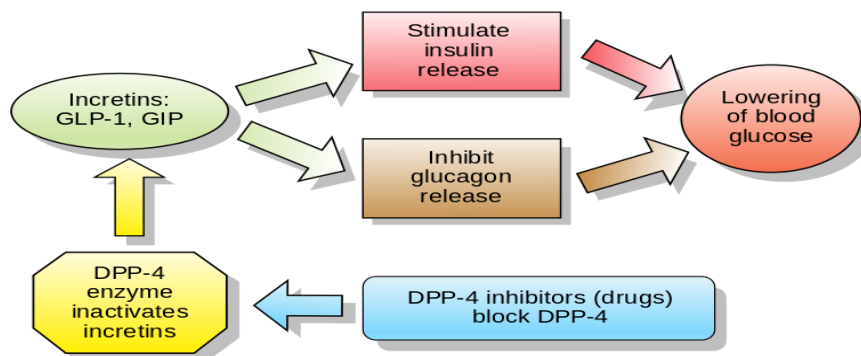 Incretins:
GLP-1, GIP
Stimulate
insulin
release
Inhibit
glucagon
release
Lowering
of blood
glucose
DPP-4
enzyme
inactivates
incretins
DPP-4 inhibitors (drugs)
block DPP-4